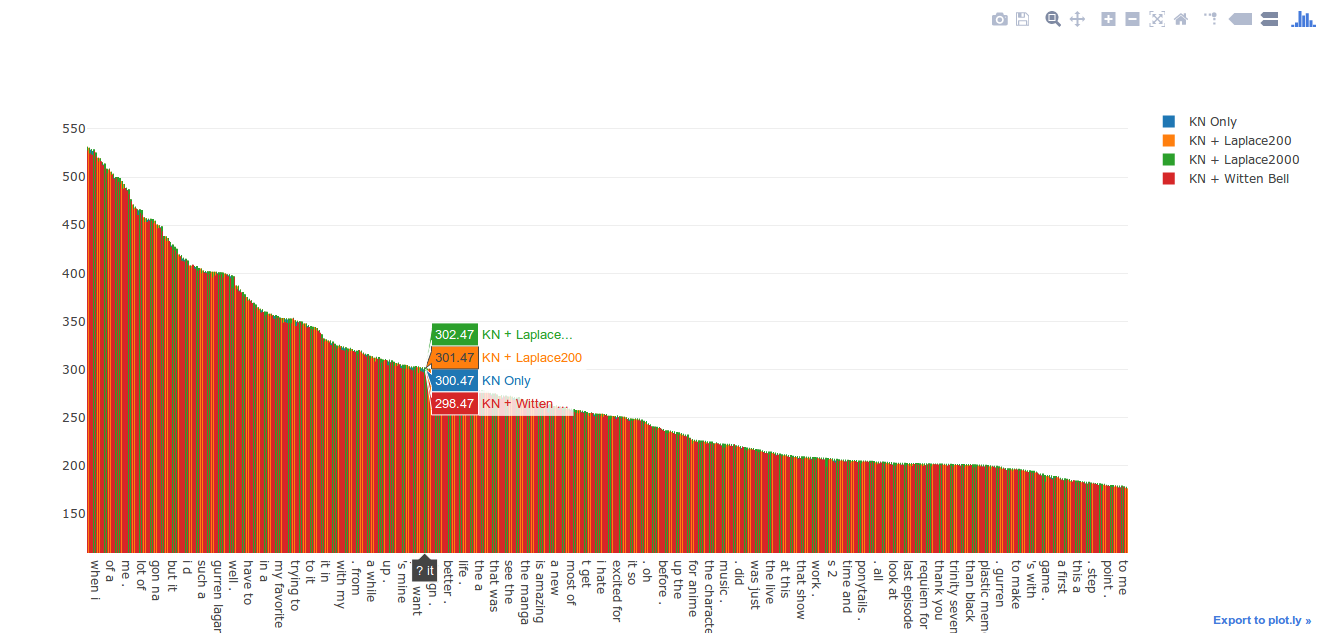 KN Only
KN + Laplace200
KN + Laplace2000
KN + Witten Bell
550
500
450
400
350
300
250
200
150
302.47 KN + Laplace...
301.47 KN + Laplace200
300.47 KN Only
298.47 KN + Witten ...
when i
of a
me .
lot of
gon na
but it
i d
such a
gurren lagar
well .
have to
in a
my favorite
trying to
to it
it in
with my
. from
a while
up .
's mine
want
? it
gn .
better .
life .
the a
that was
see the
the manga
is amazing
a new
most of
t get
i hate
excited for
it so
. oh
before .
up the
for anime
the characte
music .
. did
was just
the live
at this
that show
work .
s 2
time and
ponytails .
. all
look at
last episode
requiem for
thank you
trinity seven
than black
plastic mem
. gurren
to make
's with
game .
a first
this a
. step
point .
to me
Export to plot.ly »